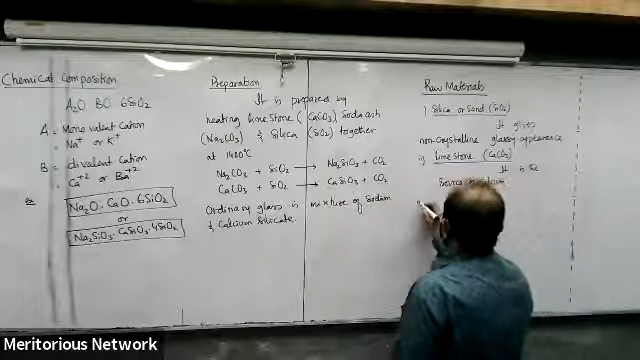 Chemical Composition
A₂O BO 6SiO₂
A = Monovalent Cation
= Na⁺ or K⁺
B = divalent Cation
= Ca⁺² or Ba⁺²
Na₂O · CaO · 6SiO₂
or
Na₂SiO₃ · CaSiO₃ · 4SiO₂
Preparation
It is prepared by
heating lime stone (CaCO₃), Soda ash
(Na₂CO₃) & Silica (SiO₂) together
at 1400°C
Na₂CO₃ + SiO₂ → Na₂SiO₃ + CO₂
CaCO₃ + SiO₂ → CaSiO₃ + CO₂
Ordinary glass is mixture of Sodium
& Calcium Silicate.
Raw Materials
Silica or Sand (SiO₂)
It gives
non-crystalline glassy appearance
lime stone (CaCO₃)
It is the
Source
Meritorious Network